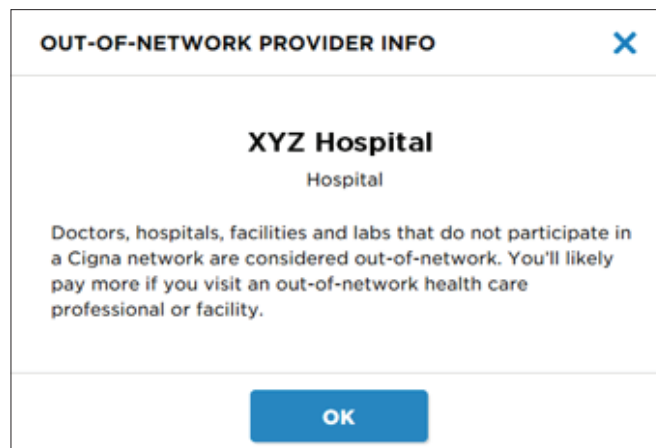 OUT-OF-NETWORK PROVIDER INFO
XYZ Hospital
Hospital
Doctors, hospitals, facilities and labs that do not participate in
a Cigna network are considered out-of-network. You'll likely
pay more if you visit an out-of-network health care
professional or facility.
OK